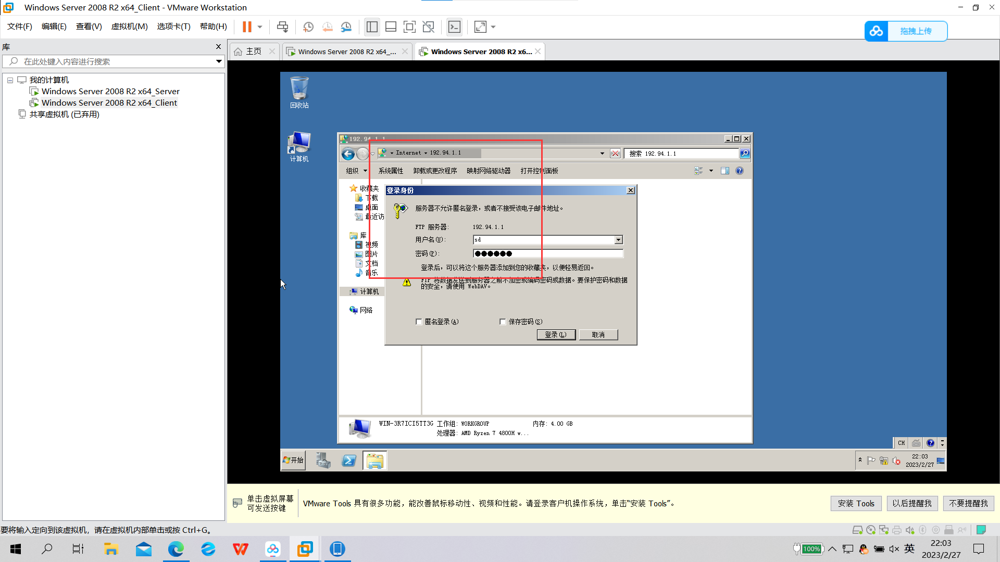 Windows Server 2008 R2 x64_Client - VMware Workstation
文件(F) 编辑(E) 查看(V) 虚拟机(M) 选项卡(T) 帮助(H)
拖拽上传
库
在此处键入内容进行搜索
我的计算机
Windows Server 2008 R2 x64_Server
Windows Server 2008 R2 x64_Client
共享虚拟机 (已弃用)
主页
Windows Server 2008 R2 x64_...
Windows Server 2008 R2 x6...
回收站
计算机
192.94.1.1
Internet 192.94.1.1
搜索 192.94.1.1
组织 系统属性 卸载或更改程序 映射网络驱动器 打开控制面板
收藏夹
下载
桌面
最近访
库
视频
图片
文档
音乐
计算机
网络
登录身份
服务器不允许匿名登录，或者不接受该电子邮件地址。
FTP 服务器: 192.94.1.1
用户名(U): sd
密码(P): ●●●●●●
登录后，可以将这个服务器添加到您的收藏夹，以便轻易返回。
FTP 将数据发送到服务器之前不加密或编码密码或数据。要保护密码和数据
的安全，请使用 WebDAV。
匿名登录(A) 保存密码(S)
登录(L) 取消
WIN-3R7ICI5TT3G 工作组: WORKGROUP 内存: 4.00 GB
处理器: AMD Ryzen 7 4800H w...
CH
开始
22:03
2023/2/27
单击虚拟屏幕
可发送按键
VMware Tools 具有很多功能，能改善鼠标移动性、视频和性能。请登录客户机操作系统，单击“安装 Tools”。
安装 Tools 以后提醒我 不要提醒我
要将输入定向到该虚拟机，请在虚拟机内部单击或按 Ctrl+G。
100%
英
22:03
2023/2/27